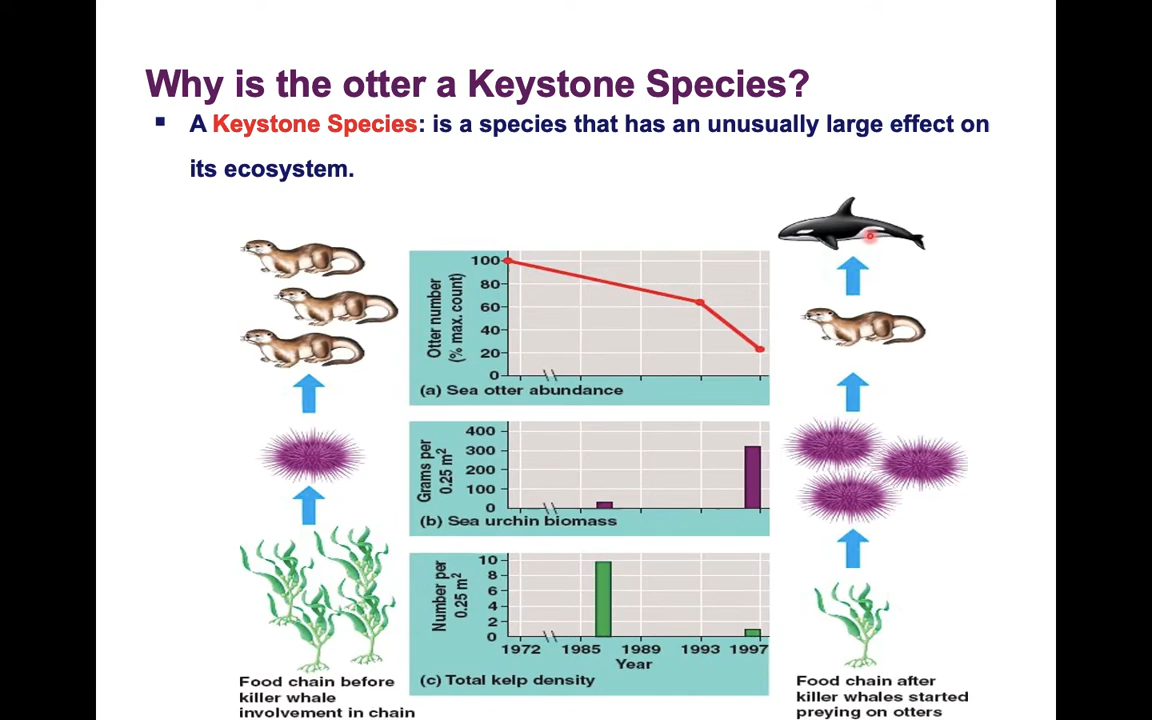 Why is the otter a Keystone Species?
▪ A Keystone Species: is a species that has an unusually large effect on
its ecosystem.
Otter number
(% max. count)
100
80
60
40
20
0
(a) Sea otter abundance
Grams per
0.25 m²
400
300
200
100
0
(b) Sea urchin biomass
Number per
0.25 m²
10
8
6
4
2
0
1972 1985 1989 1993 1997
Year
(c) Total kelp density
Food chain before
killer whale
involvement in chain
Food chain after
killer whales started
preying on otters